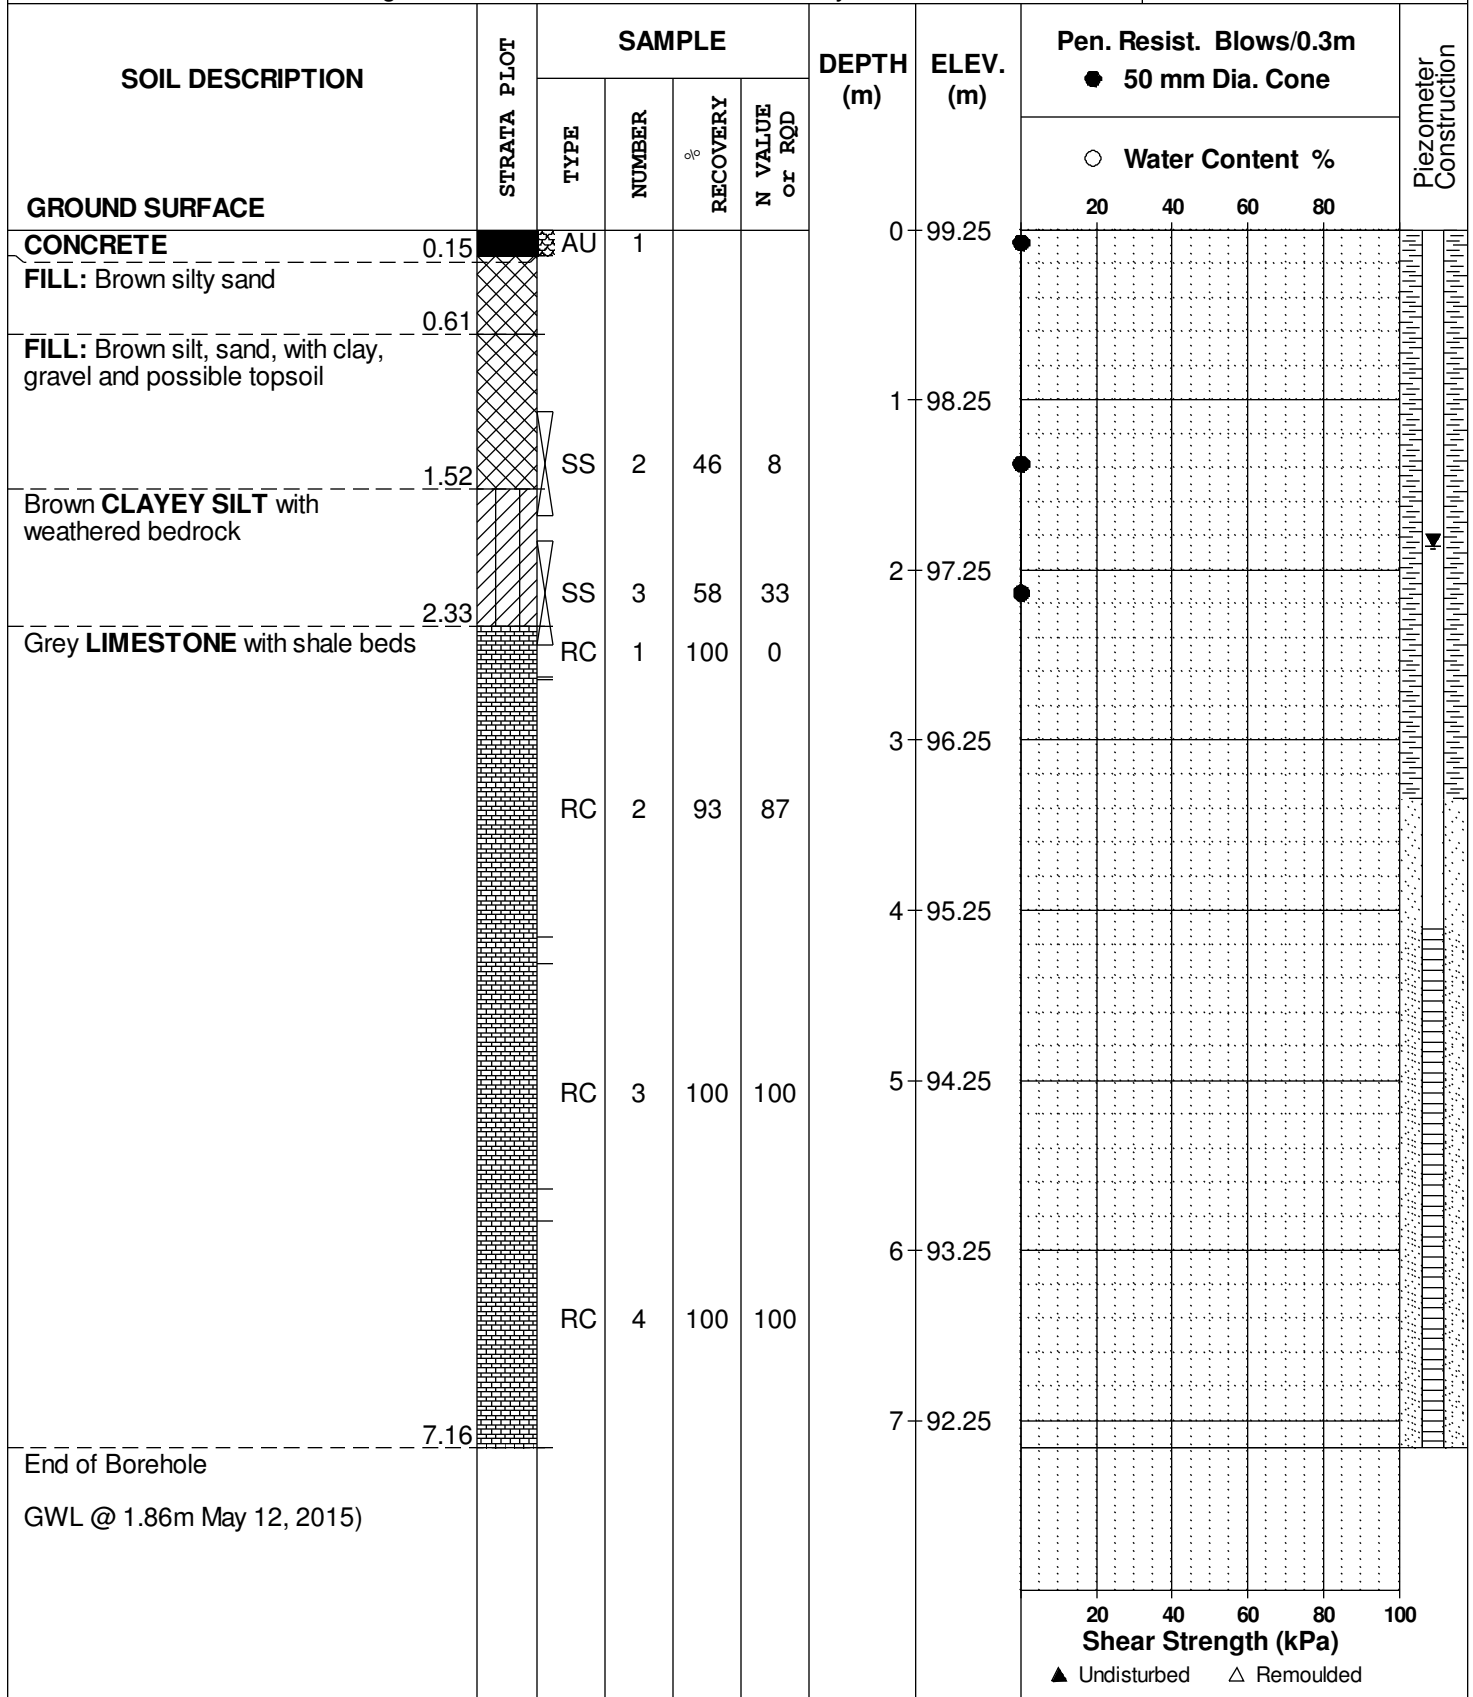 SOIL DESCRIPTION
GROUND SURFACE
STRATA PLOT
SAMPLE
TYPE
NUMBER
% RECOVERY
N VALUE or RQD
DEPTH (m)
ELEV. (m)
Pen. Resist. Blows/0.3m
● 50 mm Dia. Cone
○ Water Content %
20 40 60 80
Piezometer Construction
CONCRETE 0.15 AU 1
0 99.25
FILL: Brown silty sand
0.61
FILL: Brown silt, sand, with clay,
gravel and possible topsoil
1 98.25
1.52 SS 2 46 8
Brown CLAYEY SILT with
weathered bedrock
2 97.25
2.33 SS 3 58 33
Grey LIMESTONE with shale beds RC 1 100 0
3 96.25
RC 2 93 87
4 95.25
RC 3 100 100 5 94.25
6 93.25
RC 4 100 100
7 92.25
7.16
End of Borehole
GWL @ 1.86m May 12, 2015)
20 40 60 80 100
Shear Strength (kPa)
▲ Undisturbed △ Remoulded